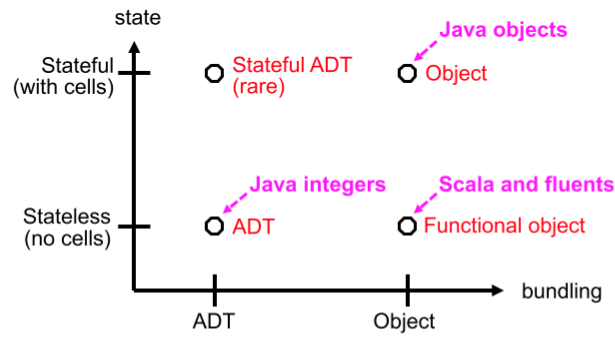 state
Java objects
Stateful
(with cells)
Stateful ADT
(rare)
Object
Java integers
Scala and fluents
Stateless
(no cells)
ADT
Functional object
bundling
ADT
Object